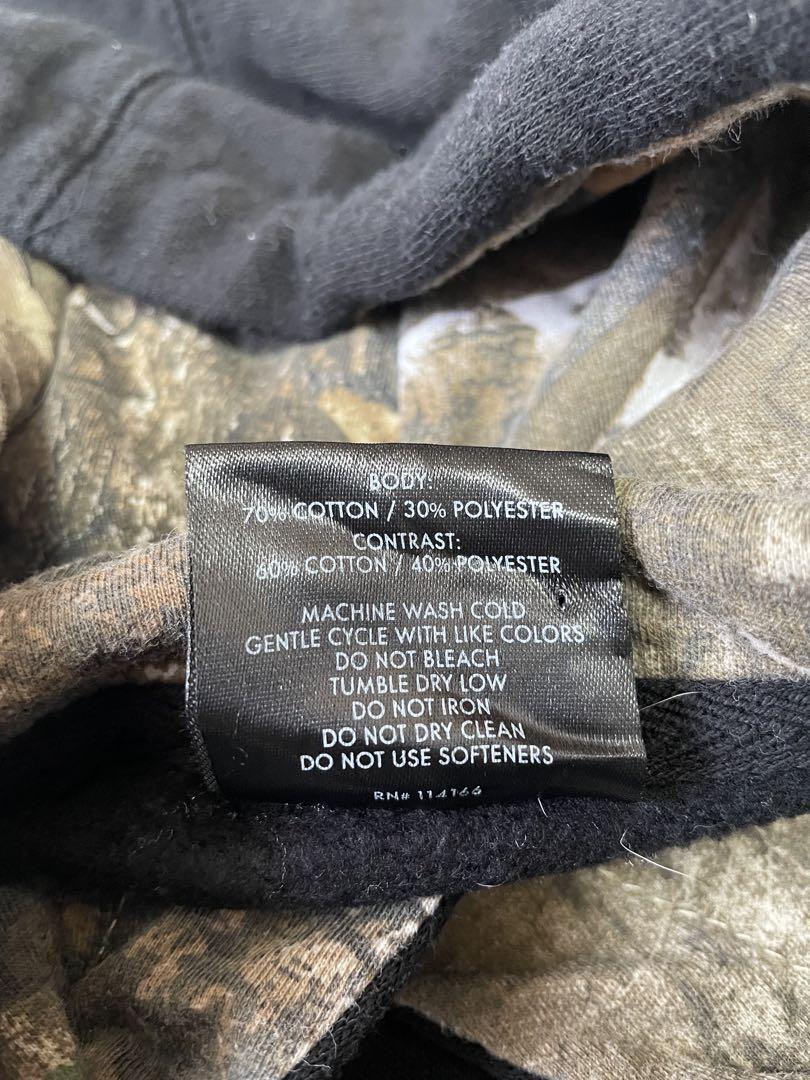 BODY:
70% COTTON / 30% POLYESTER
CONTRAST:
60% COTTON / 40% POLYESTER
MACHINE WASH COLD
GENTLE CYCLE WITH LIKE COLORS
DO NOT BLEACH
TUMBLE DRY LOW
DO NOT IRON
DO NOT DRY CLEAN
DO NOT USE SOFTENERS
RN# 114166